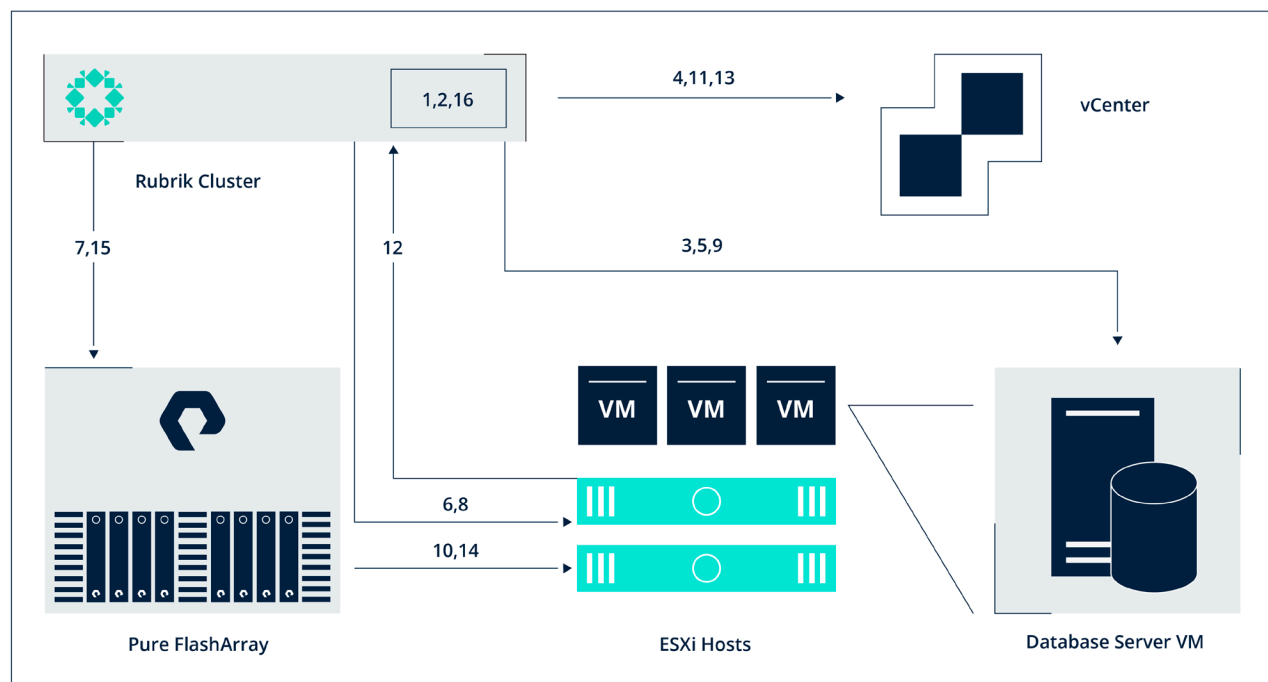 1,2,16
4,11,13
vCenter
Rubrik Cluster
7,15
12
3,5,9
VM
VM
VM
6,8
10,14
Pure FlashArray
ESXi Hosts
Database Server VM